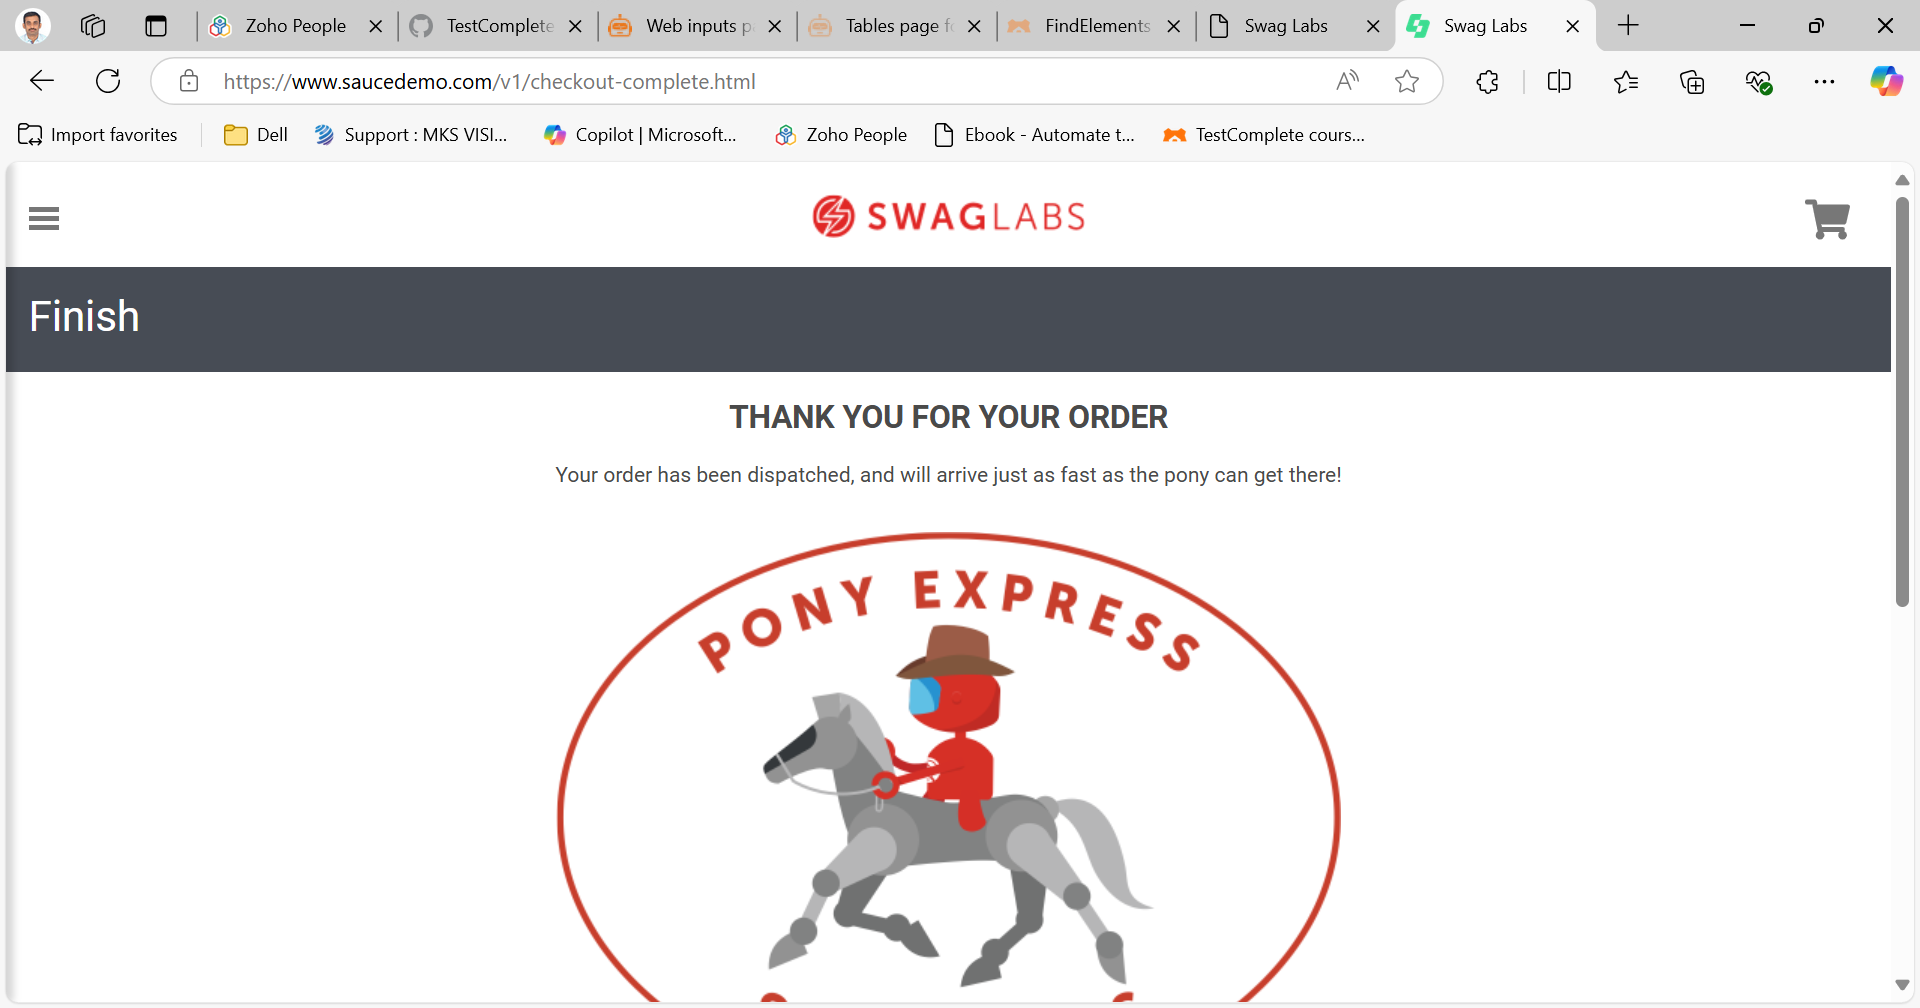 Zoho People
TestComplete
Web inputs p
Tables page fo
FindElements
Swag Labs
Swag Labs
https://www.saucedemo.com/v1/checkout-complete.html
Import favorites
Dell
Support : MKS VISI...
Copilot | Microsoft...
Zoho People
Ebook - Automate t...
TestComplete cours...
SWAGLABS
Finish
THANK YOU FOR YOUR ORDER
Your order has been dispatched, and will arrive just as fast as the pony can get there!
PONY EXPRESS